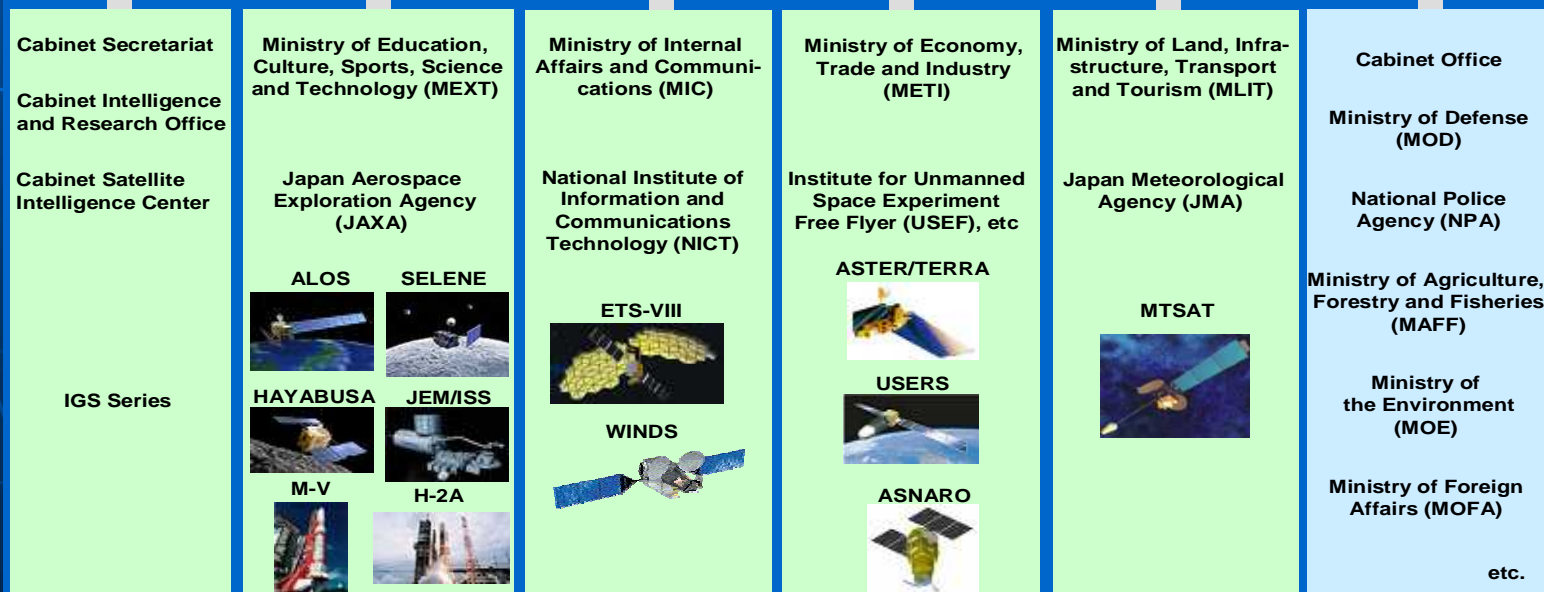 Cabinet Secretariat
Cabinet Intelligence
and Research Office
Cabinet Satellite
Intelligence Center
IGS Series
Ministry of Education,
Culture, Sports, Science
and Technology (MEXT)
Japan Aerospace
Exploration Agency
(JAXA)
ALOS
SELENE
HAYABUSA
JEM/ISS
M-V
H-2A
Ministry of Internal
Affairs and Communi-
cations (MIC)
National Institute of
Information and
Communications
Technology (NICT)
ETS-VIII
WINDS
Ministry of Economy,
Trade and Industry
(METI)
Institute for Unmanned
Space Experiment
Free Flyer (USEF), etc
ASTER/TERRA
USERS
ASNARO
Ministry of Land, Infra-
structure, Transport
and Tourism (MLIT)
Japan Meteorological
Agency (JMA)
MTSAT
Cabinet Office
Ministry of Defense
(MOD)
National Police
Agency (NPA)
Ministry of Agriculture,
Forestry and Fisheries
(MAFF)
Ministry of
the Environment
(MOE)
Ministry of Foreign
Affairs (MOFA)
etc.